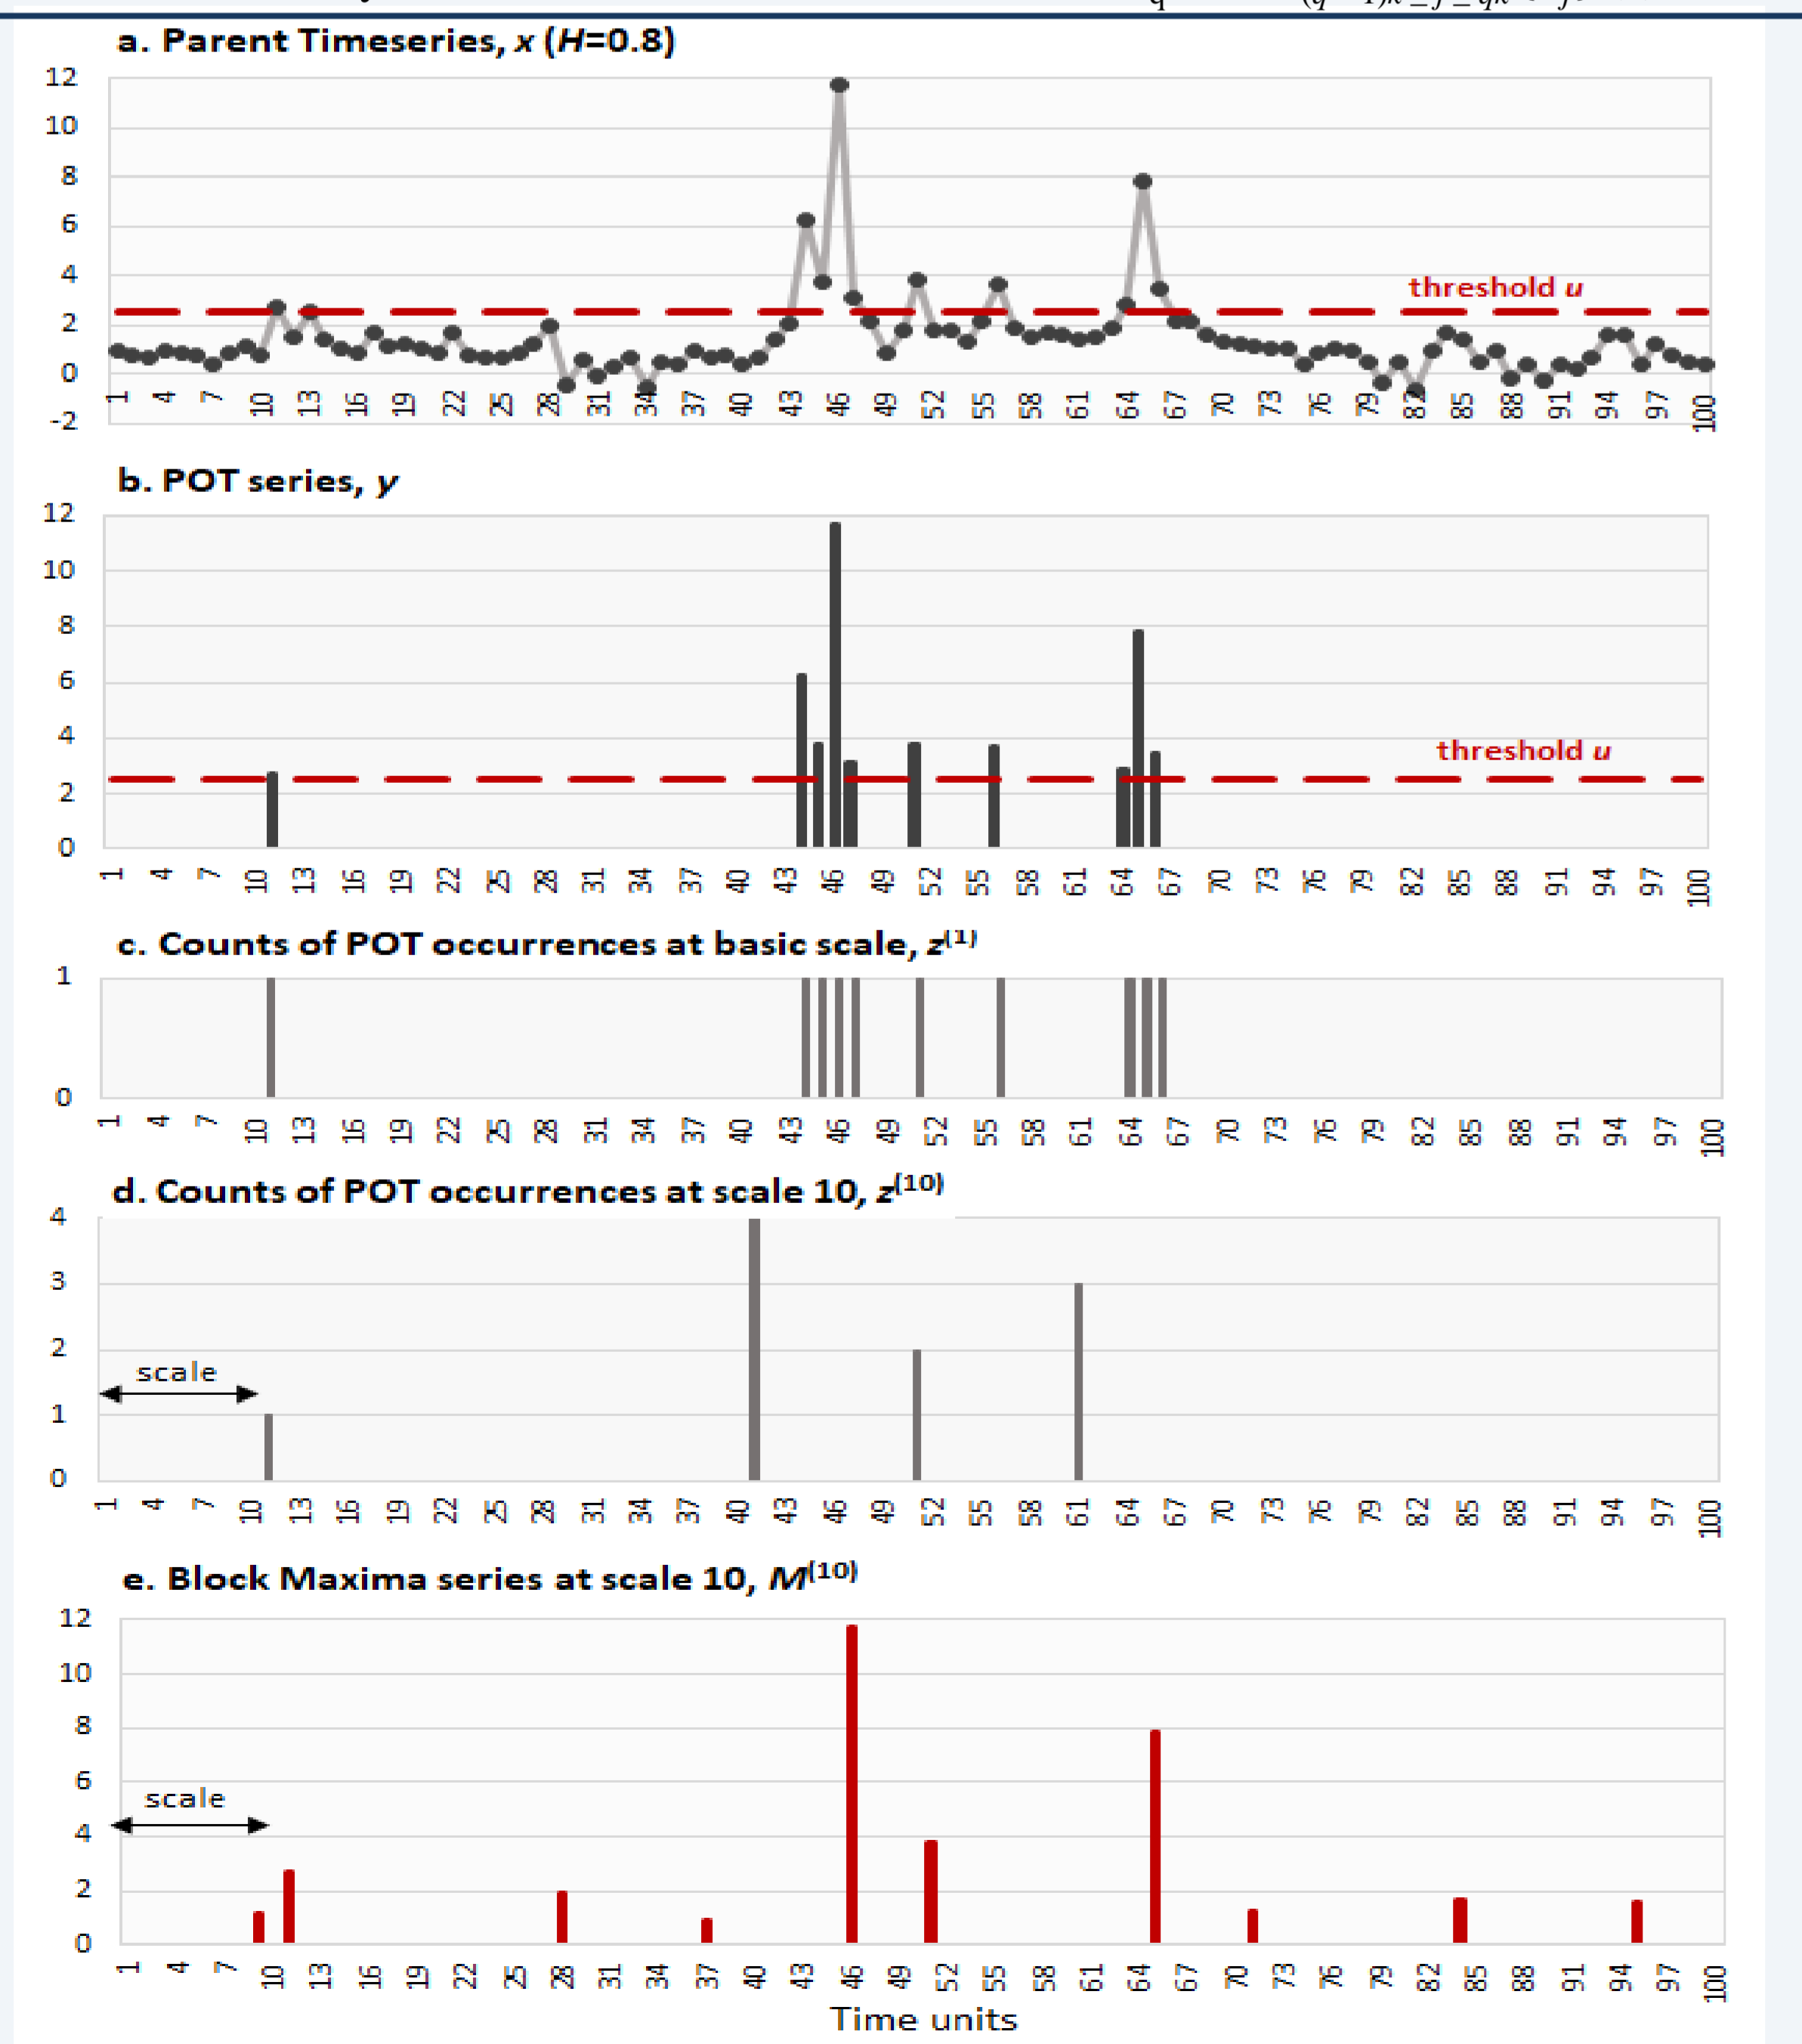 a. Parent Timeseries, x (H=0.8)
12
10
8
6
4
2
0
-2
threshold u
1 4 7 10 13 16 19 22 25 28 31 34 37 40 43 46 49 52 55 58 61 64 67 70 73 76 79 82 85 88 91 94 97 100
b. POT series, y
12
10
8
6
4
2
0
threshold u
1 4 7 10 13 16 19 22 25 28 31 34 37 40 43 46 49 52 55 58 61 64 67 70 73 76 79 82 85 88 91 94 97 100
c. Counts of POT occurrences at basic scale, z(1)
1
0
1 4 7 10 13 16 19 22 25 28 31 34 37 40 43 46 49 52 55 58 61 64 67 70 73 76 79 82 85 88 91 94 97 100
d. Counts of POT occurrences at scale 10, z(10)
4
3
2
1
0
scale
1 4 7 10 13 16 19 22 25 28 31 34 37 40 43 46 49 52 55 58 61 64 67 70 73 76 79 82 85 88 91 94 97 100
e. Block Maxima series at scale 10, M(10)
12
10
8
6
4
2
0
scale
1 4 7 10 13 16 19 22 25 28 31 34 37 40 43 46 49 52 55 58 61 64 67 70 73 76 79 82 85 88 91 94 97 100
Time units